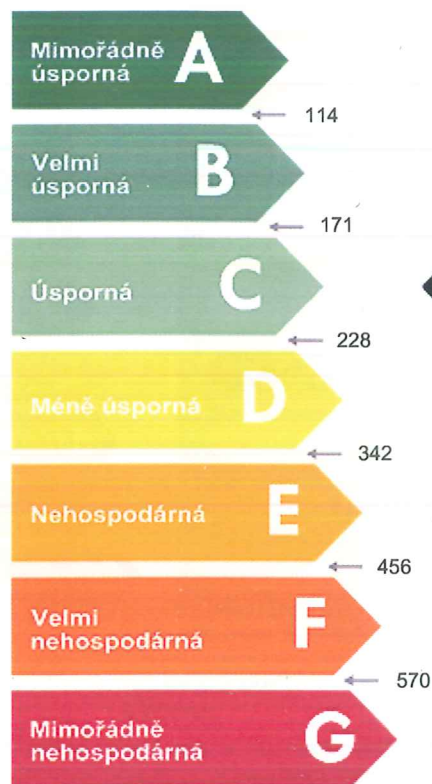 Mimořádně
úsporná
A
114
Velmi
úsporná
B
171
Úsporná
C
228
Méně úsporná
D
342
Nehospodárná
E
456
Velmi
nehospodárná
F
570
Mimořádně
nehospodárná
G